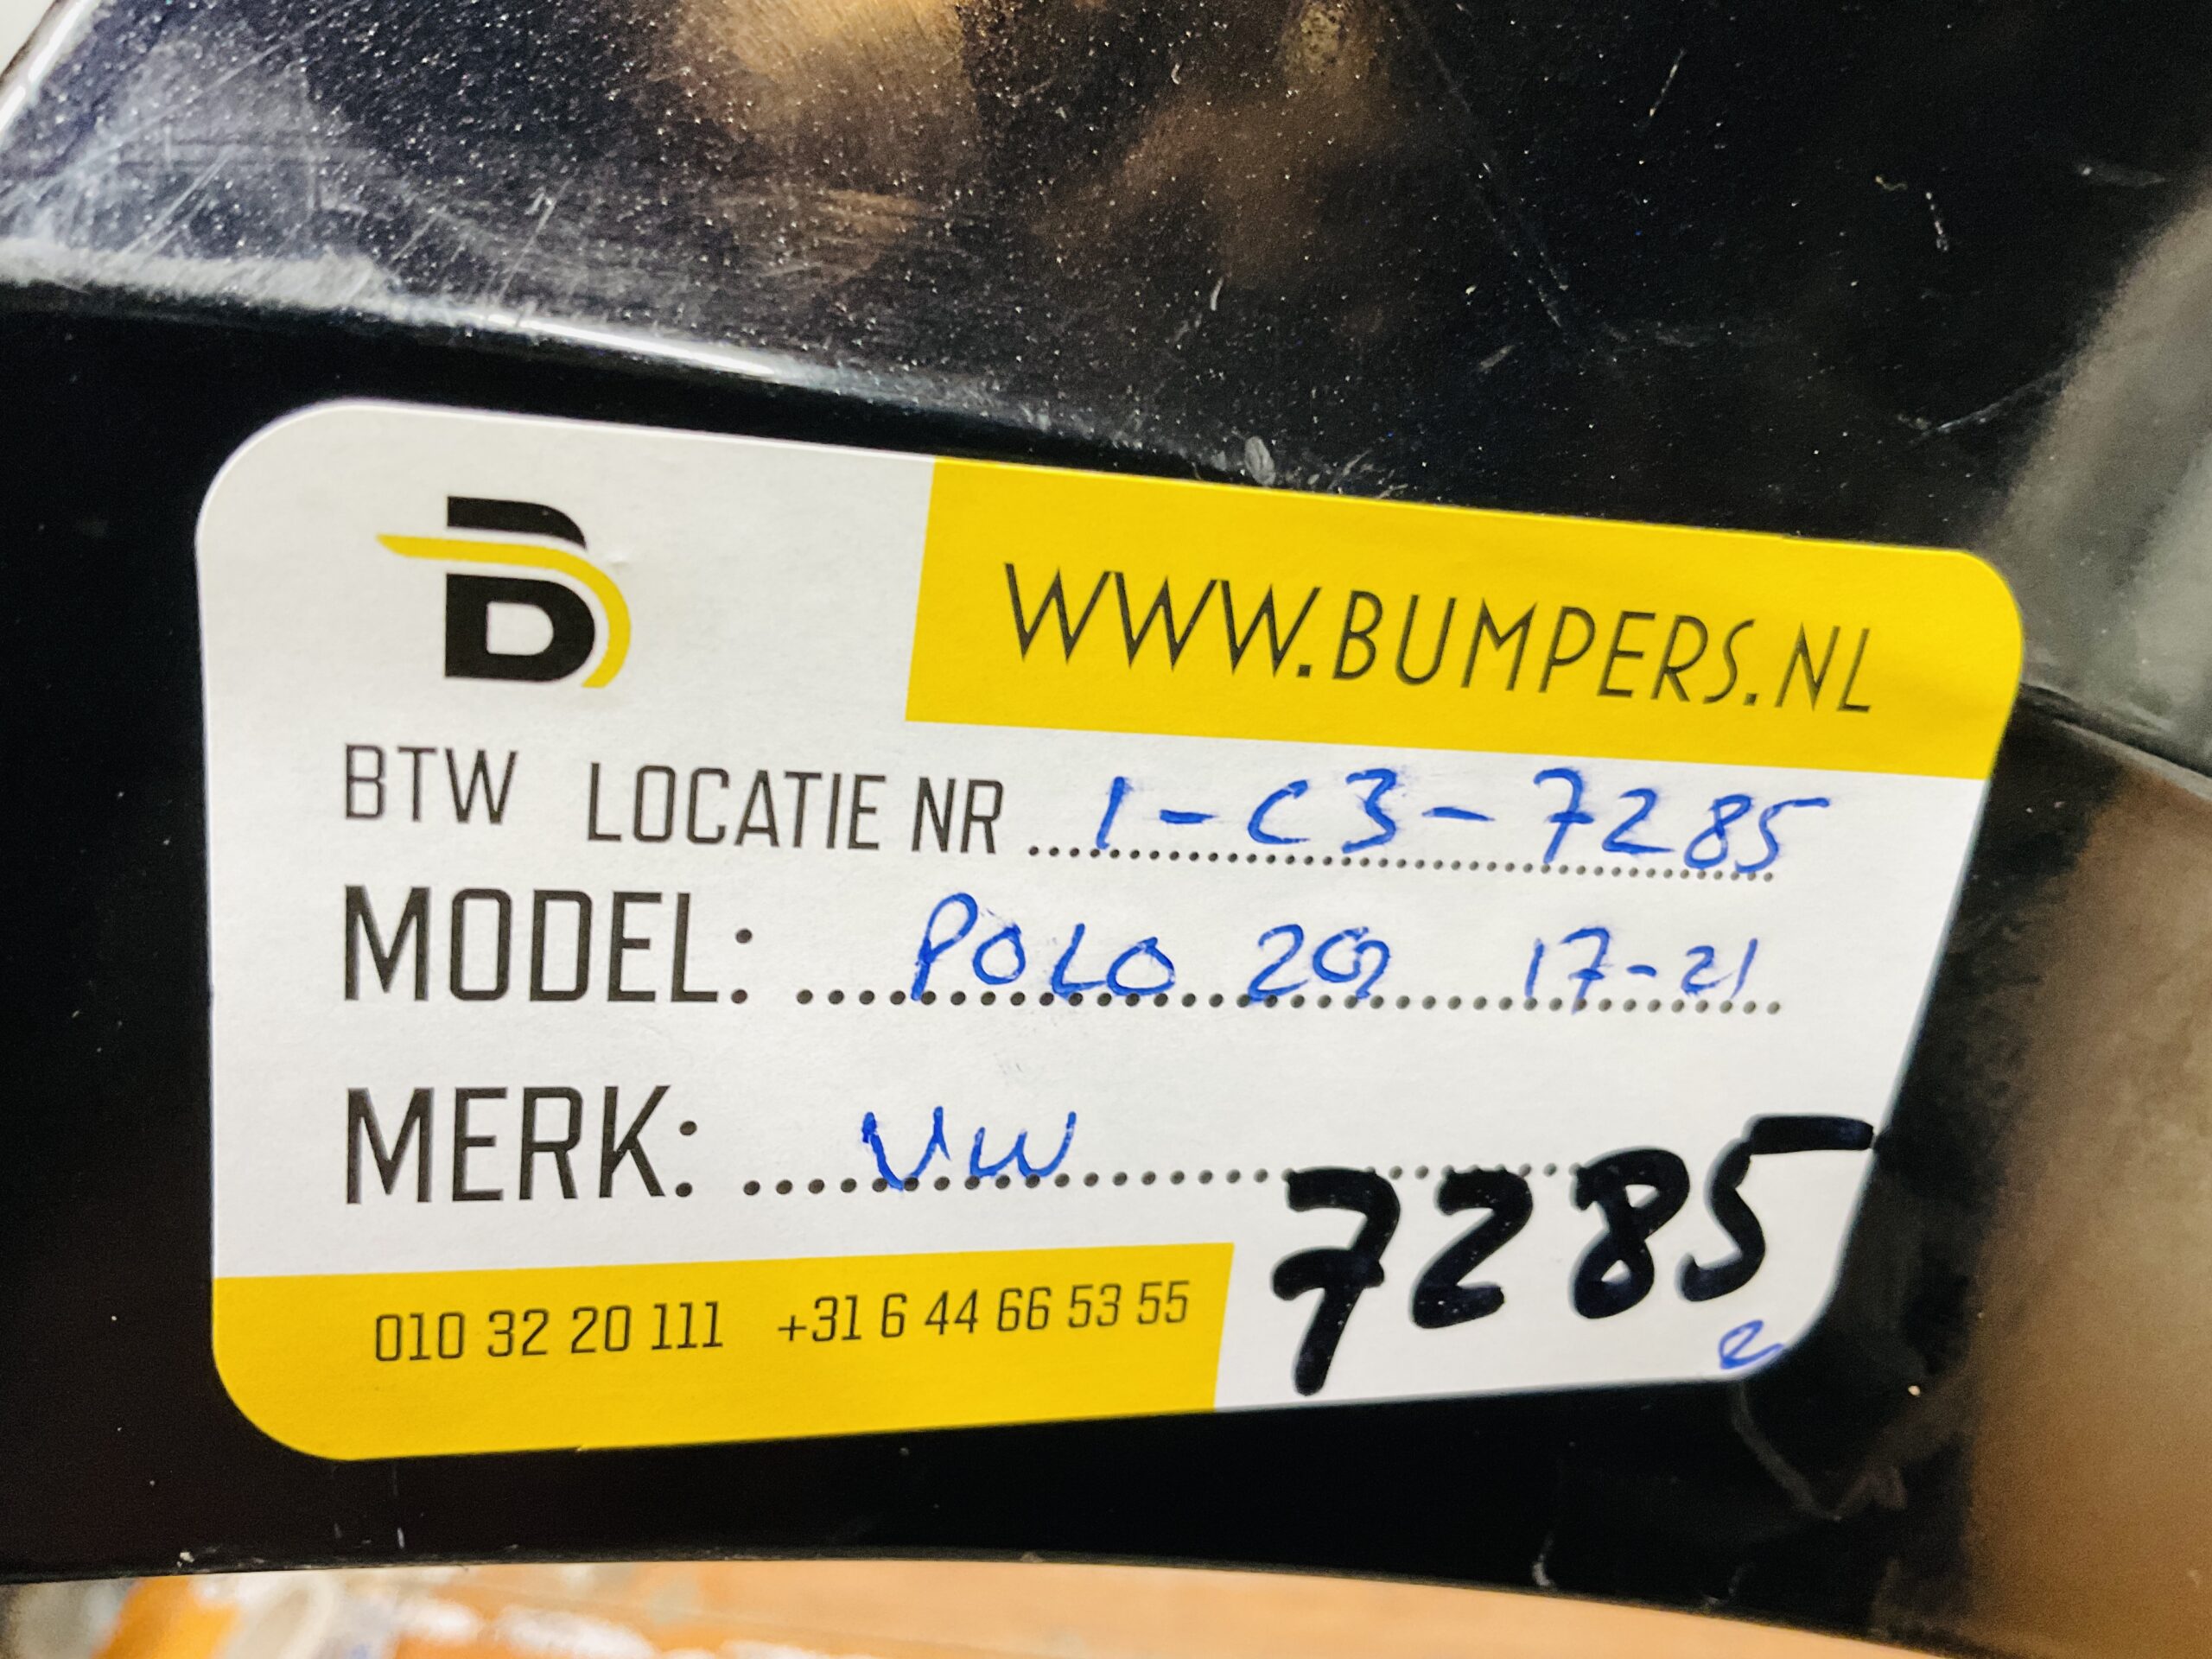 B
WWW.BUMPERS.NL
BTW LOCATIE NR ... 1-C3-7285
MODEL: ... POLO 2G 17-21
MERK: ... VW
7285
010 32 20 111 +31 6 44 66 53 55
e